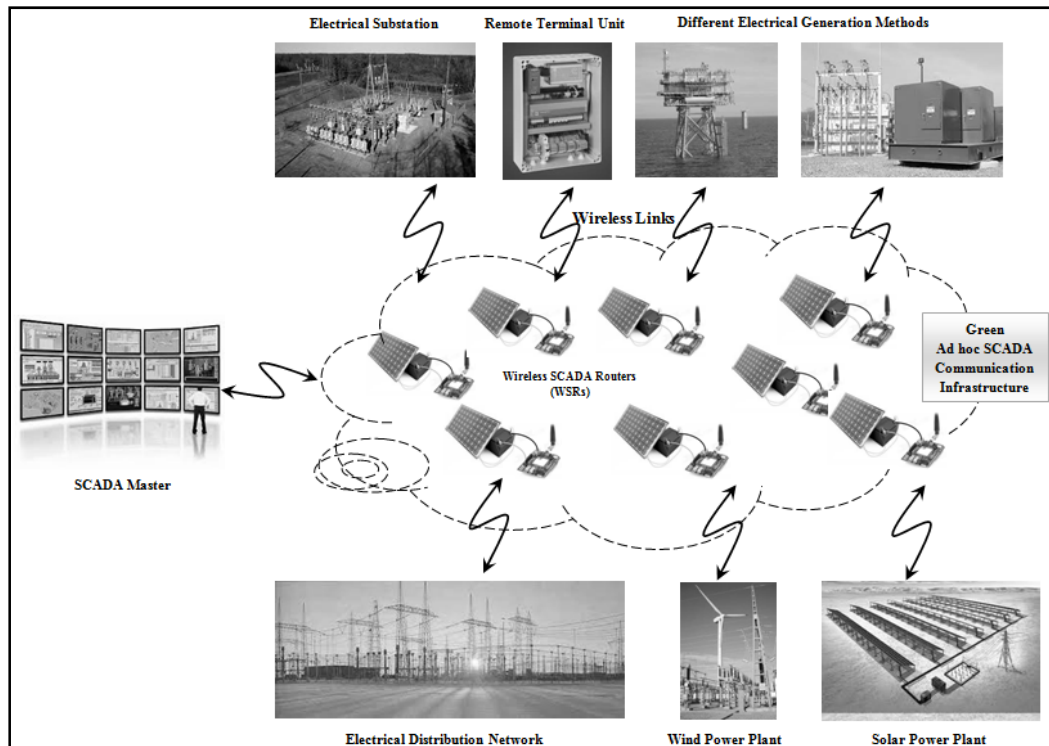 Electrical Substation
Remote Terminal Unit
Different Electrical Generation Methods
Wireless Links
Green
Ad hoc SCADA
Communication
Infrastructure
Wireless SCADA Routers
(WSRs)
SCADA Master
Electrical Distribution Network
Wind Power Plant
Solar Power Plant